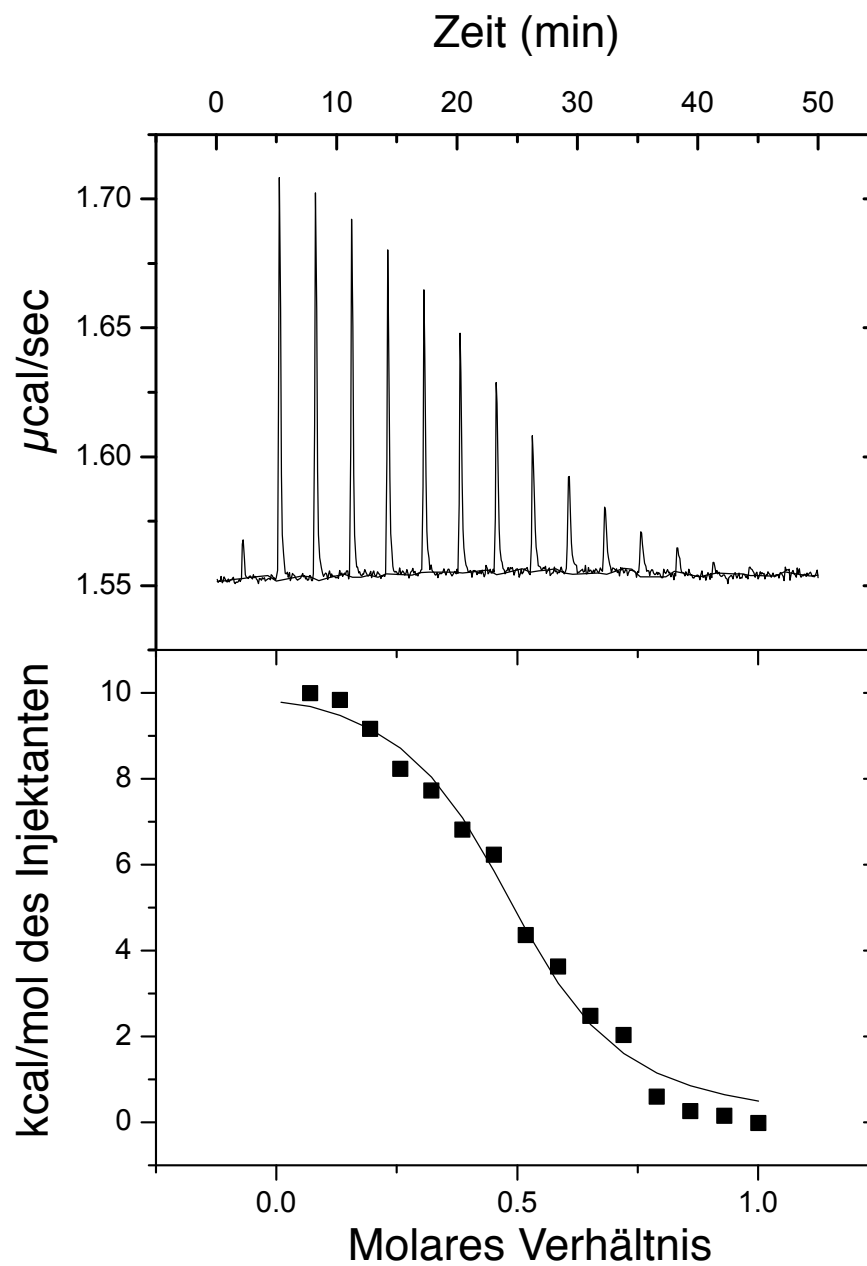 Zeit (min)
0 10 20 30 40 50
1.70
1.65
1.60
1.55
µcal/sec
10
8
6
4
2
0
kcal/mol des Injektanten
0.0 0.5 1.0
Molares Verhältnis